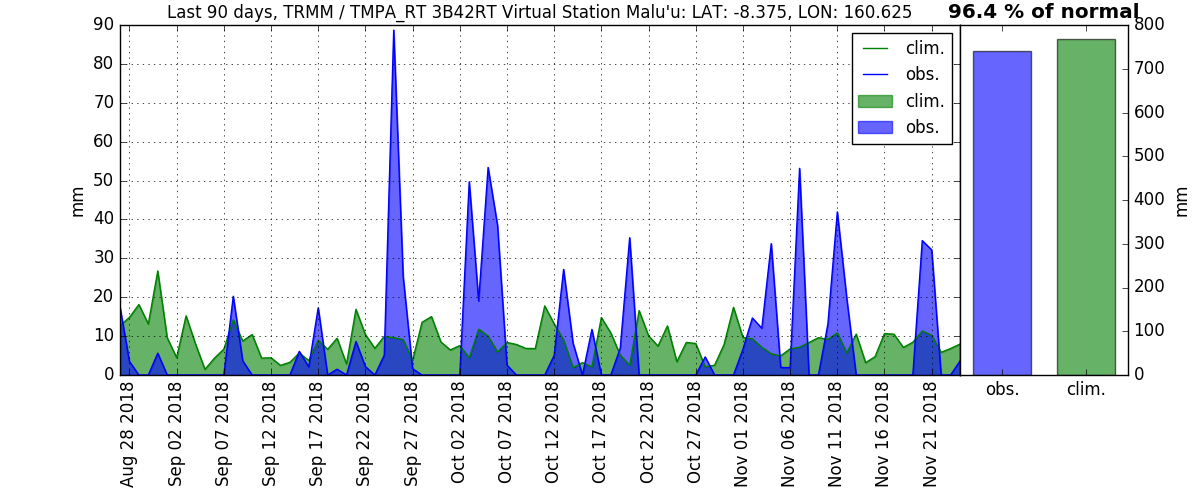 Last 90 days, TRMM / TMPA_RT 3B42RT Virtual Station Malu'u: LAT: -8.375, LON: 160.625
96.4 % of normal
90
80
70
60
50
40
30
20
10
0
mm
clim.
obs.
clim.
obs.
Aug 28 2018
Sep 02 2018
Sep 07 2018
Sep 12 2018
Sep 17 2018
Sep 22 2018
Sep 27 2018
Oct 02 2018
Oct 07 2018
Oct 12 2018
Oct 17 2018
Oct 22 2018
Oct 27 2018
Nov 01 2018
Nov 06 2018
Nov 11 2018
Nov 16 2018
Nov 21 2018
800
700
600
500
400
300
200
100
0
mm
obs.
clim.